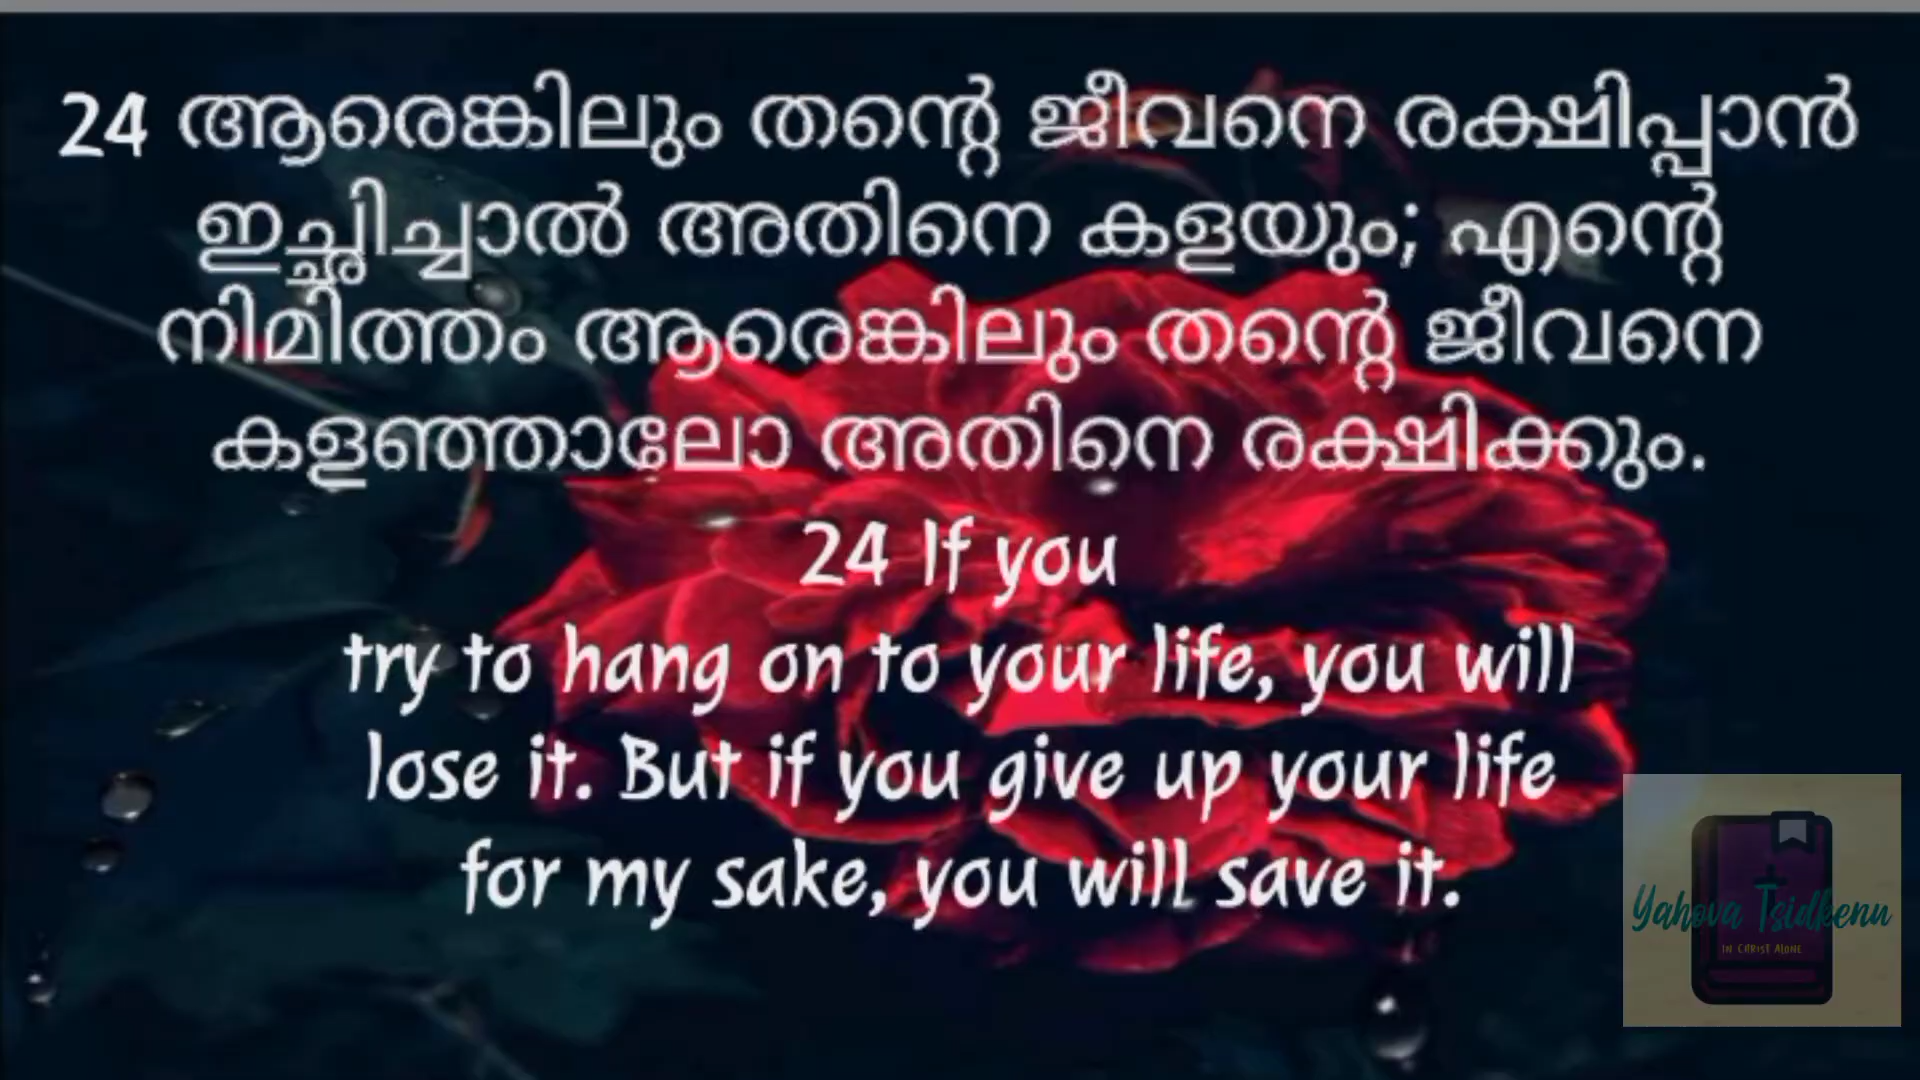 24 ആരെങ്കിലും തന്റെ ജീവനെ രക്ഷിപ്പാൻ
ഇച്ഛിച്ചാൽ അതിനെ കളയും; എന്റെ
നിമിത്തം ആരെങ്കിലും തന്റെ ജീവനെ
കളഞ്ഞാലോ അതിനെ രക്ഷിക്കും.
24 If you
try to hang on to your life, you will
lose it. But if you give up your life
for my sake, you will save it.
Yahova Tsidkenu
IN CHRIST ALONE